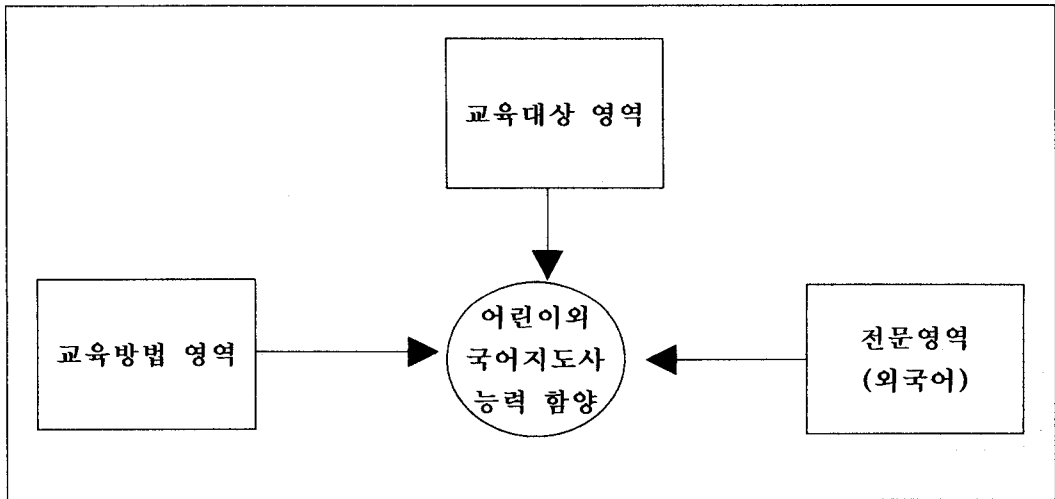 교육대상 영역
교육방법 영역
어린이외
국어지도사
능력 함양
전문영역
(외국어)